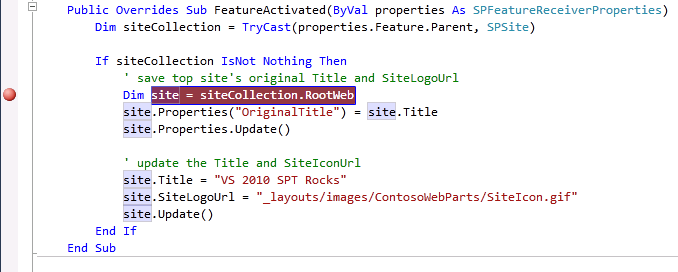 Public Overrides Sub FeatureActivated(ByVal properties As SPFeatureReceiverProperties)
Dim siteCollection = TryCast(properties.Feature.Parent, SPSite)
If siteCollection IsNot Nothing Then
' save top site's original Title and SiteLogoUrl
Dim site = siteCollection.RootWeb
site.Properties("OriginalTitle") = site.Title
site.Properties.Update()
' update the Title and SiteIconUrl
site.Title = "VS 2010 SPT Rocks"
site.SiteLogoUrl = "_layouts/images/ContosoWebParts/SiteIcon.gif"
site.Update()
End If
End Sub